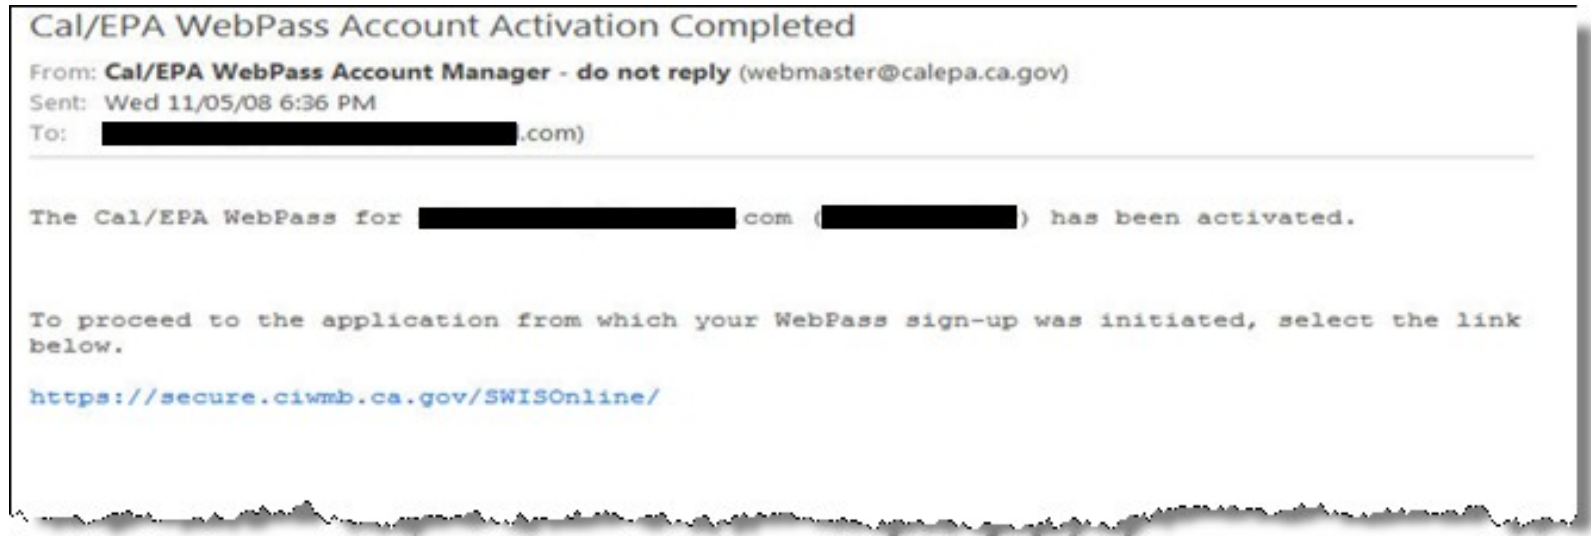 Cal/EPA WebPass Account Activation Completed
From: Cal/EPA WebPass Account Manager - do not reply (webmaster@calepa.ca.gov)
Sent: Wed 11/05/08 6:36 PM
To: .com)
The Cal/EPA WebPass for .com () has been activated.
To proceed to the application from which your WebPass sign-up was initiated, select the link
below.
https://secure.ciwmb.ca.gov/SWISOnline/